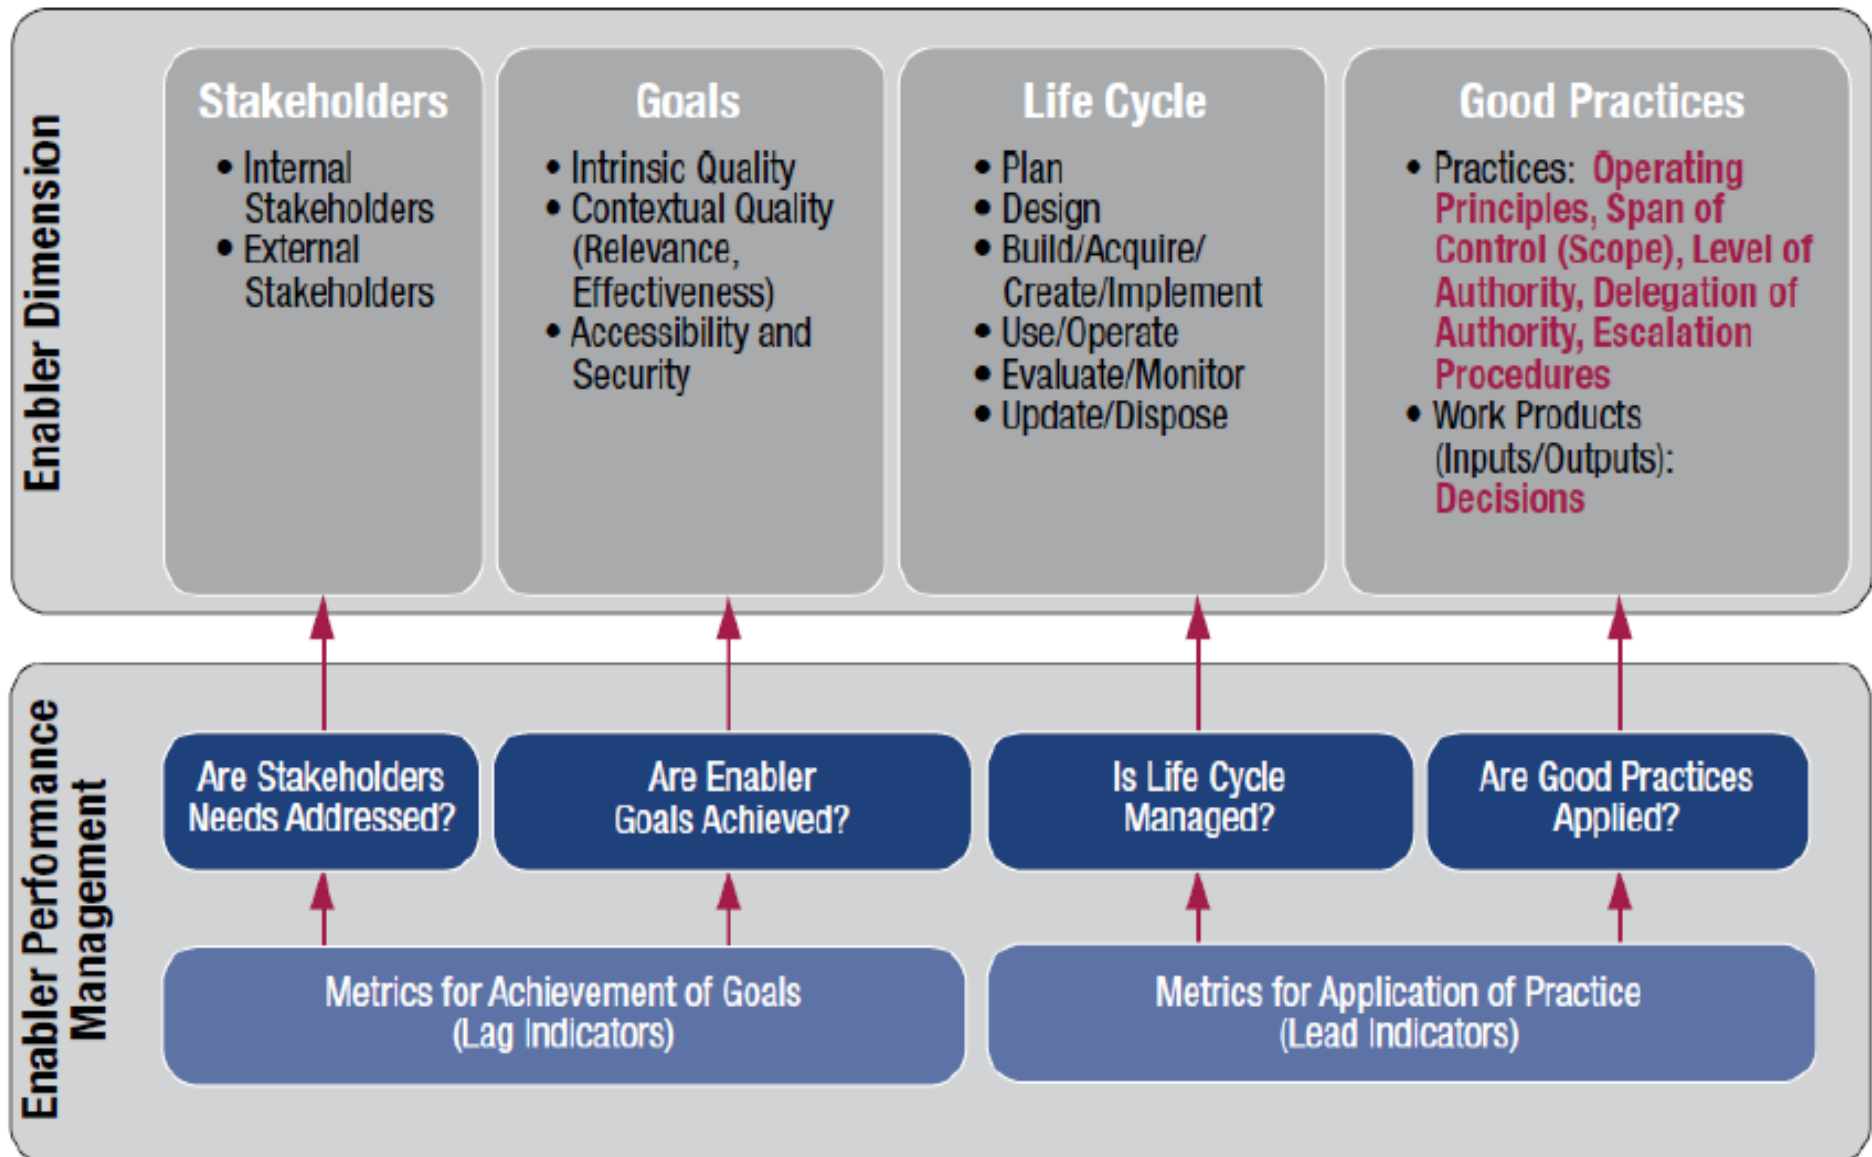 Enabler Dimension
Stakeholders
• Internal
Stakeholders
• External
Stakeholders
Goals
• Intrinsic Quality
• Contextual Quality
(Relevance,
Effectiveness)
• Accessibility and
Security
Life Cycle
• Plan
• Design
• Build/Acquire/
Create/Implement
• Use/Operate
• Evaluate/Monitor
• Update/Dispose
Good Practices
• Practices: Operating
Principles, Span of
Control (Scope), Level of
Authority, Delegation of
Authority, Escalation
Procedures
• Work Products
(Inputs/Outputs):
Decisions
Enabler Performance
Management
Are Stakeholders
Needs Addressed?
Are Enabler
Goals Achieved?
Is Life Cycle
Managed?
Are Good Practices
Applied?
Metrics for Achievement of Goals
(Lag Indicators)
Metrics for Application of Practice
(Lead Indicators)